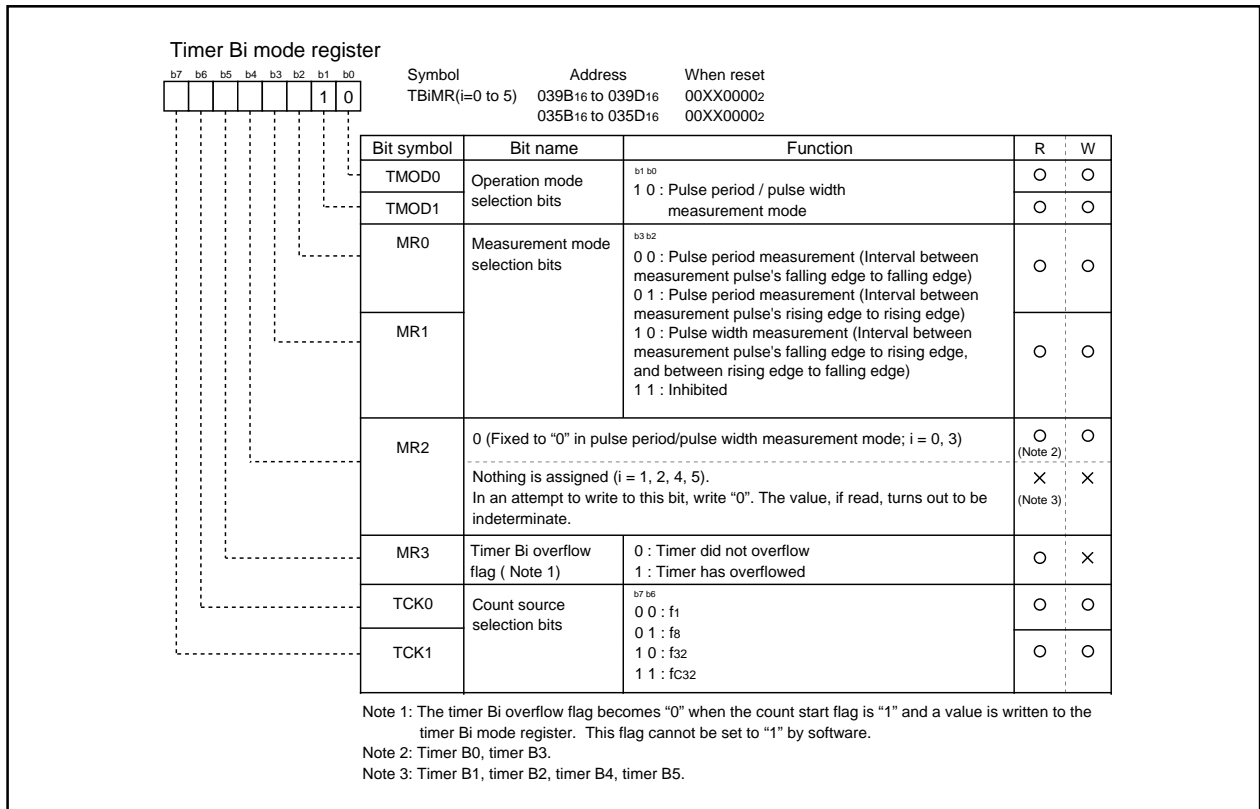 Timer Bi mode register
b7 b6 b5 b4 b3 b2 b1 b0
1 0
Symbol Address When reset
TBiMR(i=0 to 5) 039B16 to 039D16 00XX00002
035B16 to 035D16 00XX00002
Bit symbol Bit name Function R W
TMOD0
TMOD1
Operation mode
selection bits
b1 b0
1 0 : Pulse period / pulse width
measurement mode
MR0
MR1
Measurement mode
selection bits
b3 b2
0 0 : Pulse period measurement (Interval between
measurement pulse's falling edge to falling edge)
0 1 : Pulse period measurement (Interval between
measurement pulse's rising edge to rising edge)
1 0 : Pulse width measurement (Interval between
measurement pulse's falling edge to rising edge,
and between rising edge to falling edge)
1 1 : Inhibited
MR2
0 (Fixed to “0” in pulse period/pulse width measurement mode; i = 0, 3)
(Note 2)
Nothing is assigned (i = 1, 2, 4, 5).
In an attempt to write to this bit, write “0”. The value, if read, turns out to be
indeterminate.
(Note 3)
MR3
Timer Bi overflow
flag ( Note 1)
0 : Timer did not overflow
1 : Timer has overflowed
TCK0
TCK1
Count source
selection bits
b7 b6
0 0 : f1
0 1 : f8
1 0 : f32
1 1 : fC32
Note 1: The timer Bi overflow flag becomes “0” when the count start flag is “1” and a value is written to the
timer Bi mode register. This flag cannot be set to “1” by software.
Note 2: Timer B0, timer B3.
Note 3: Timer B1, timer B2, timer B4, timer B5.